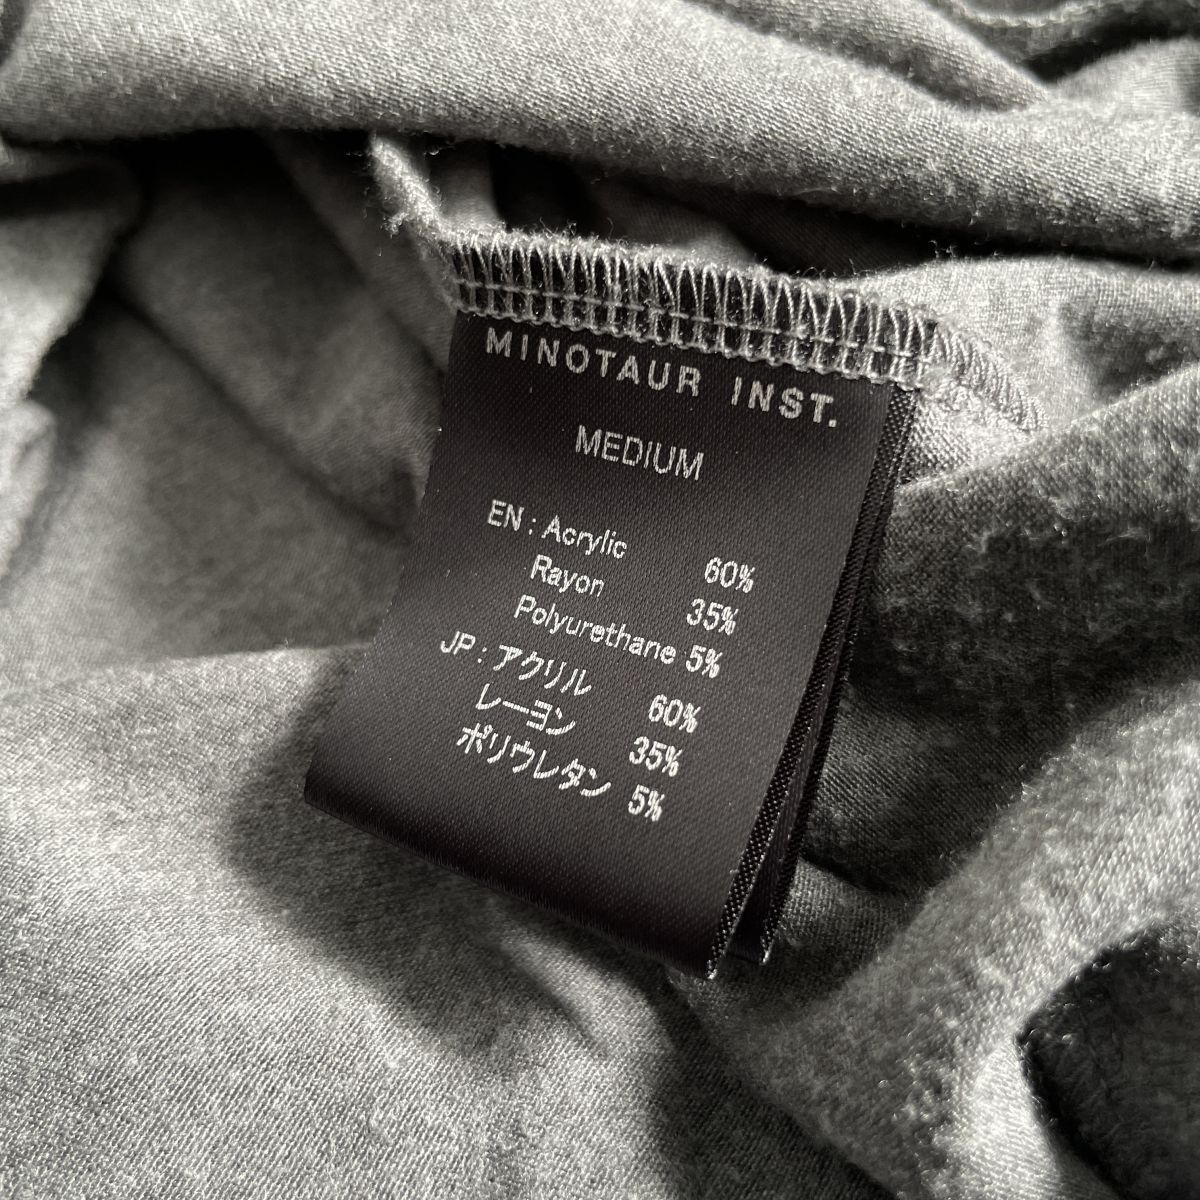 MINOTAUR INST.
MEDIUM
EN : Acrylic 60%
Rayon 35%
Polyurethane 5%
JP : アクリル 60%
レーヨン 35%
ポリウレタン 5%